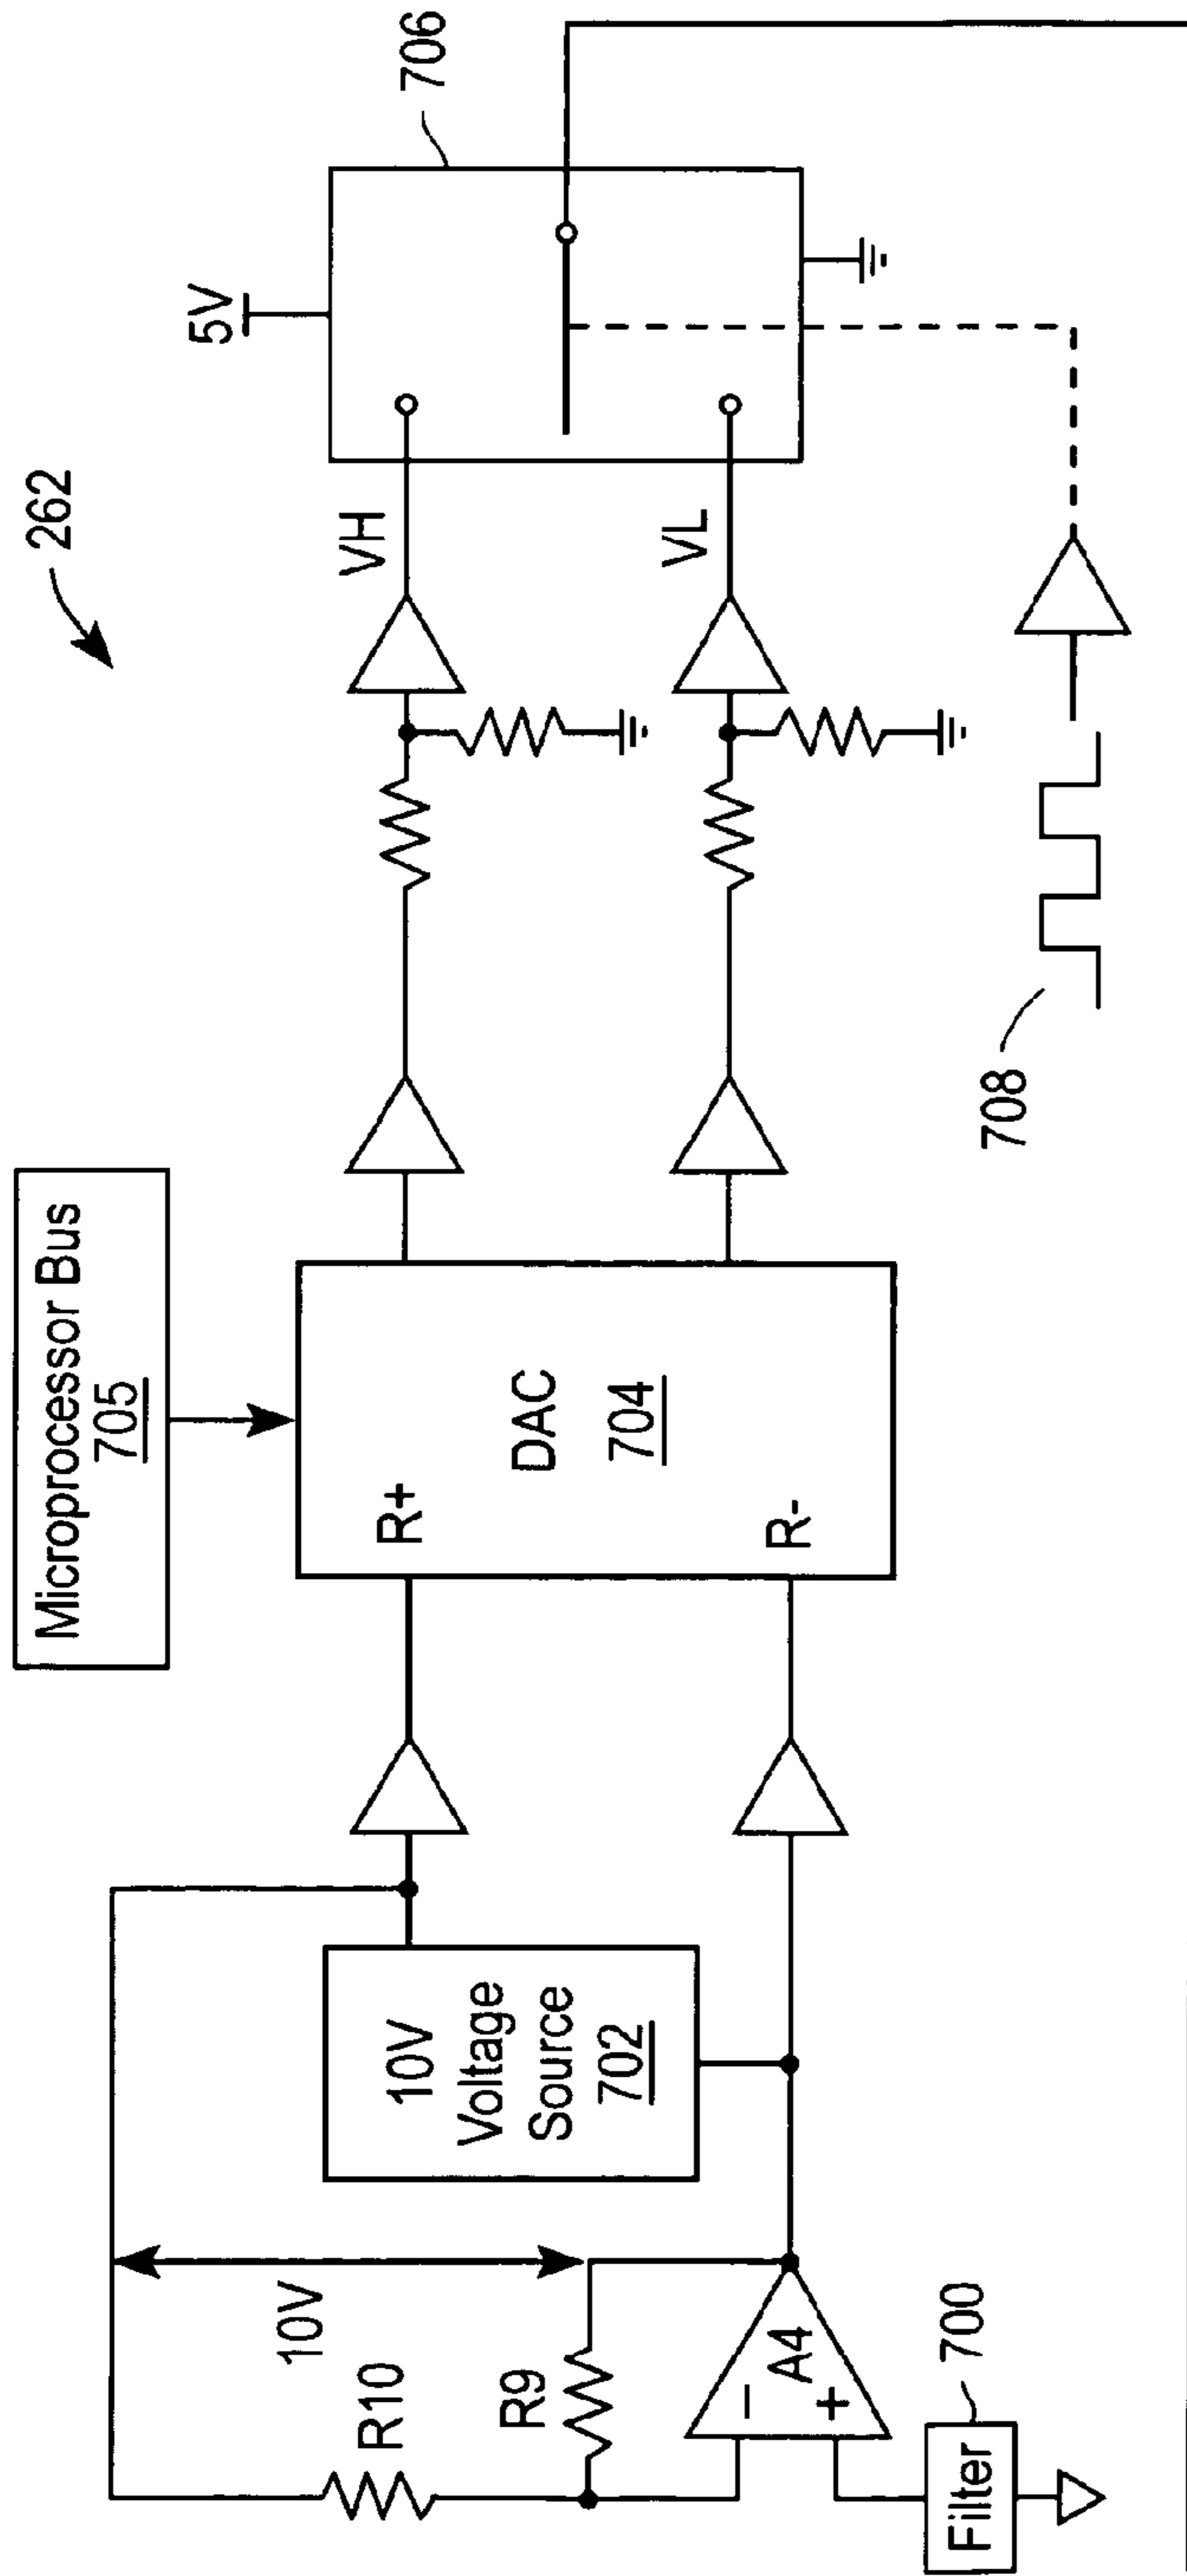 262
Microprocessor Bus
705
5V
706
10V
R10
R9
10V
Voltage
Source
702
R+
R-
DAC
704
VH
VL
A4
−
+
Filter
700
708